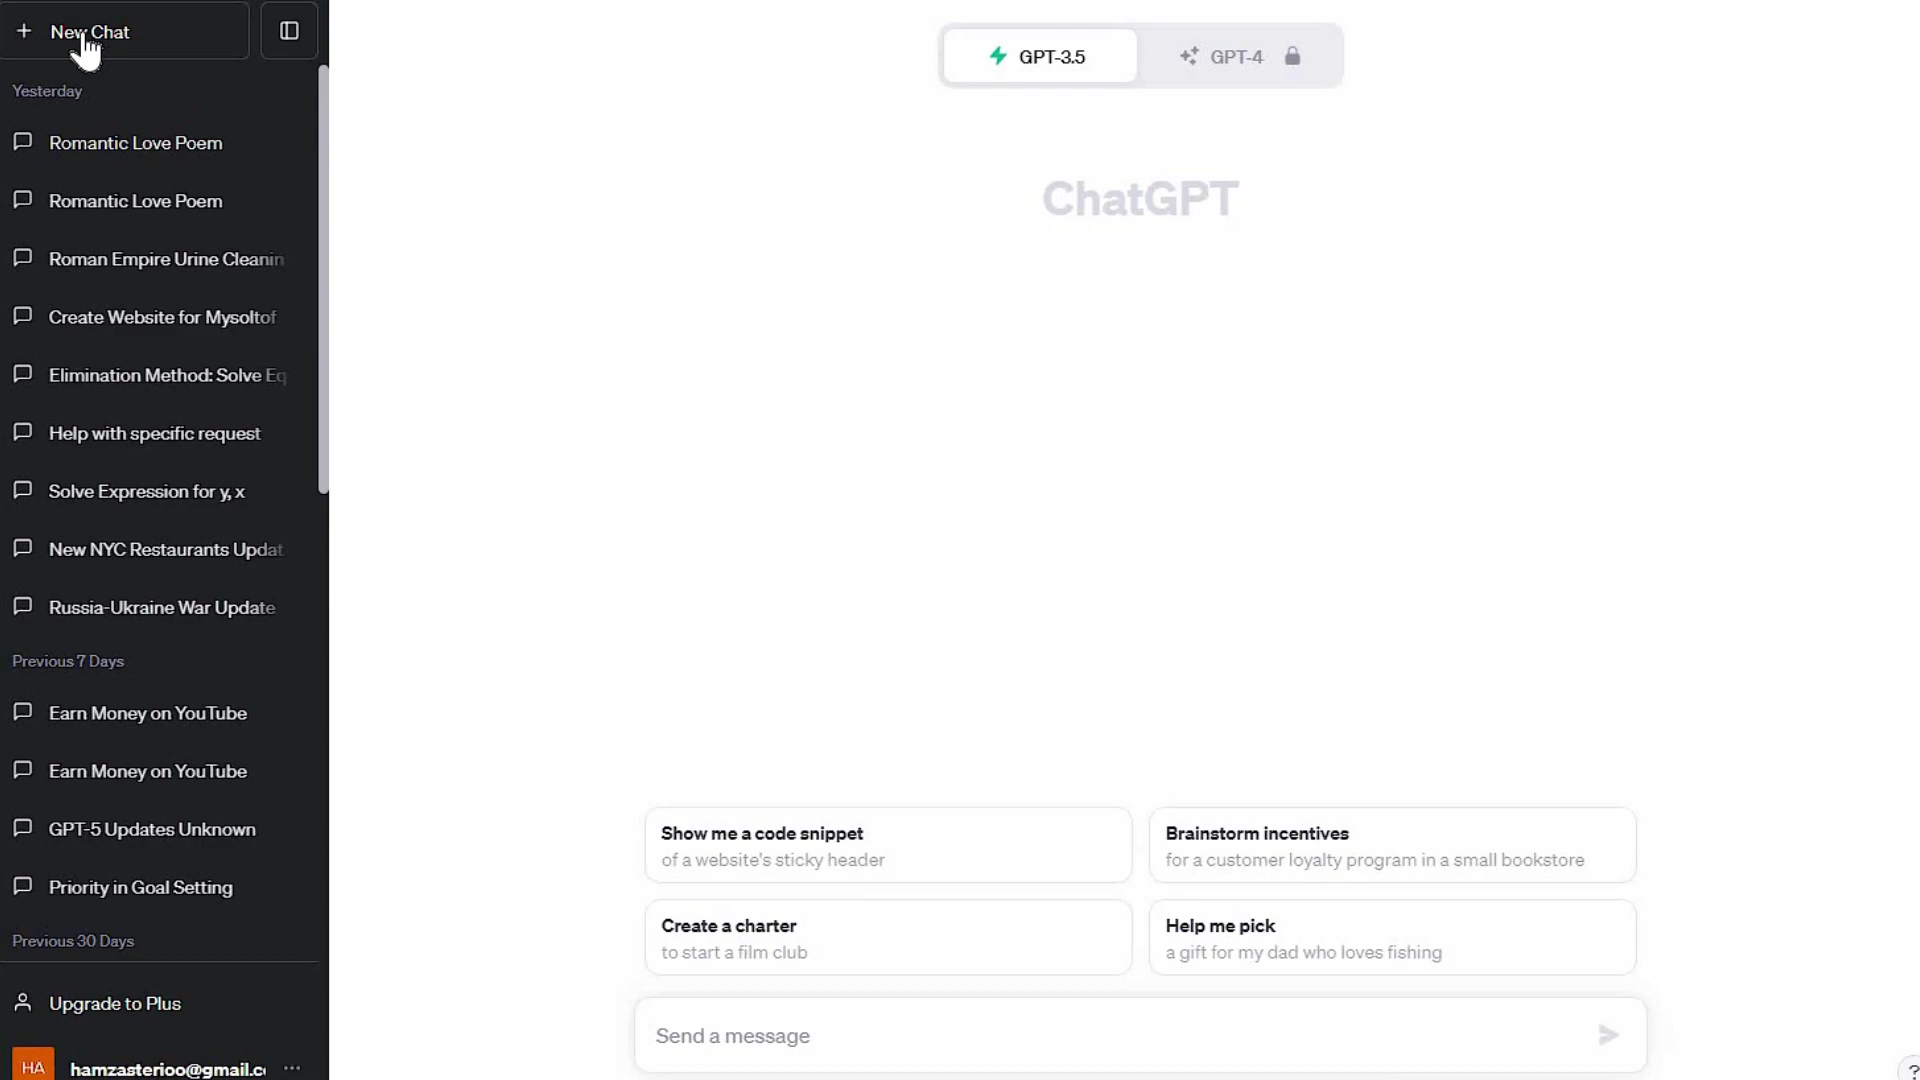 New Chat
Yesterday
Romantic Love Poem
Romantic Love Poem
Roman Empire Urine Cleanin
Create Website for Mysoltof
Elimination Method: Solve Eq
Help with specific request
Solve Expression for y, x
New NYC Restaurants Updat
Russia-Ukraine War Update
Previous 7 Days
Earn Money on YouTube
Earn Money on YouTube
GPT-5 Updates Unknown
Priority in Goal Setting
Previous 30 Days
Upgrade to Plus
HA hamzasterioo@gmail.c
GPT-3.5 GPT-4
ChatGPT
Show me a code snippet
of a website's sticky header
Brainstorm incentives
for a customer loyalty program in a small bookstore
Create a charter
to start a film club
Help me pick
a gift for my dad who loves fishing
Send a message
?